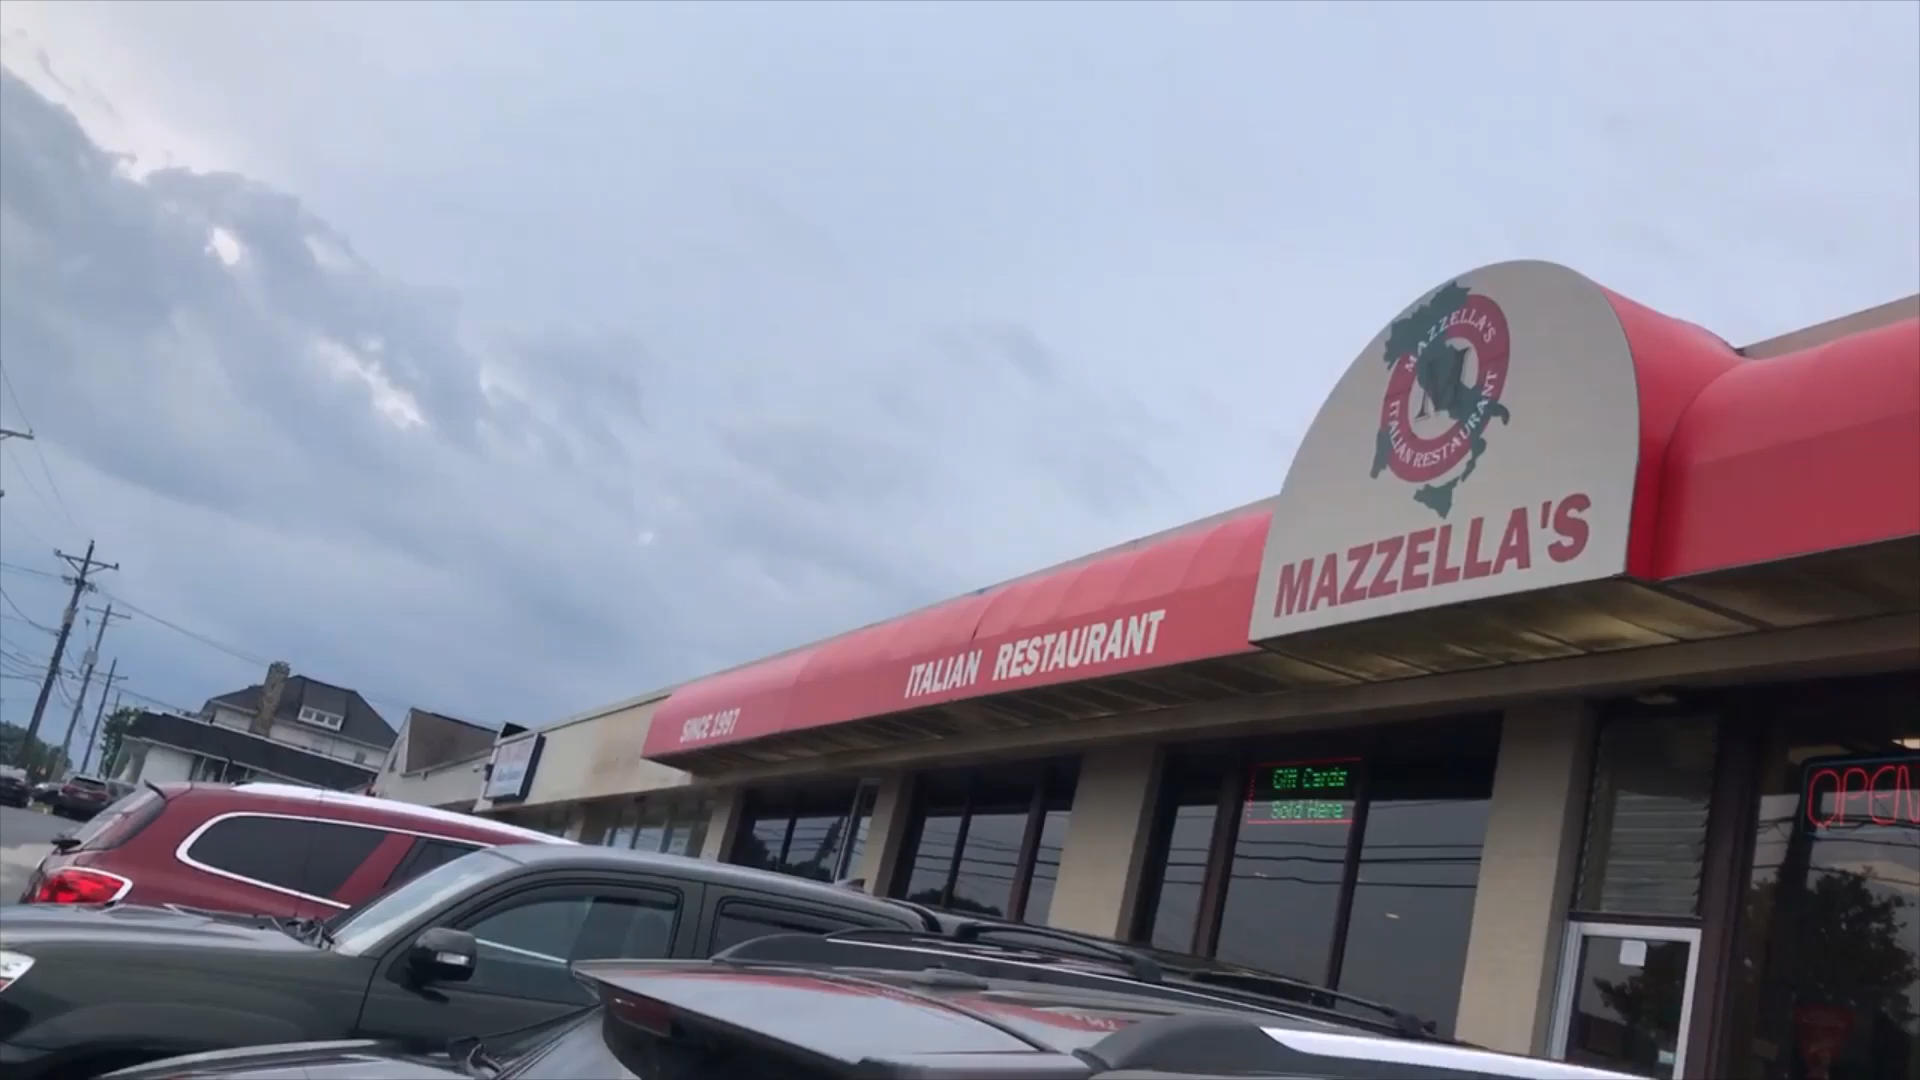 MAZZELLA'S
ITALIAN RESTAURANT
M
MAZZELLA'S
ITALIAN RESTAURANT
SINCE 1997
Gift Cards
Sold Here
OPEN